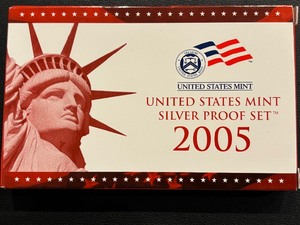 UNITED STATES MINT
UNITED STATES MINT
SILVER PROOF SET™
2005